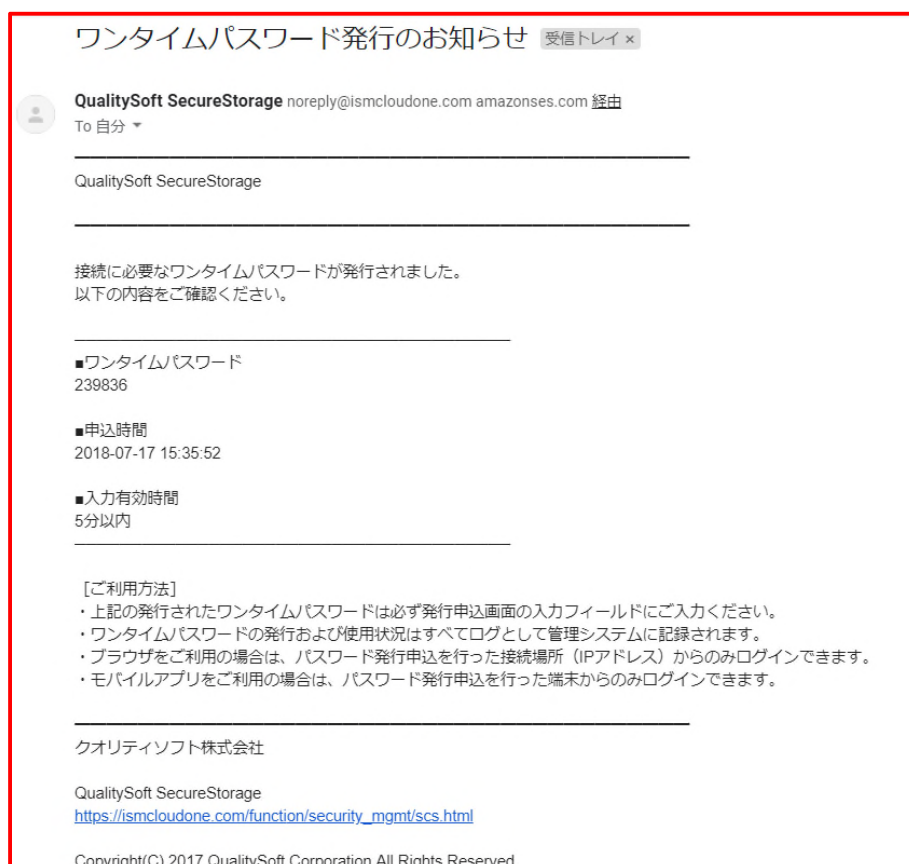 ワンタイムパスワード発行のお知らせ 受信トレイ ×
QualitySoft SecureStorage noreply@ismcloudone.com amazonses.com 経由
To 自分
QualitySoft SecureStorage
接続に必要なワンタイムパスワードが発行されました。
以下の内容をご確認ください。
■ワンタイムパスワード
239836
■申込時間
2018-07-17 15:35:52
■入力有効時間
5分以内
［ご利用方法］
・上記の発行されたワンタイムパスワードは必ず発行申込画面の入力フィールドにご入力ください。
・ワンタイムパスワードの発行および使用状況はすべてログとして管理システムに記録されます。
・ブラウザをご利用の場合は、パスワード発行申込を行った接続場所（IPアドレス）からのみログインできます。
・モバイルアプリをご利用の場合は、パスワード発行申込を行った端末からのみログインできます。
クオリティソフト株式会社
QualitySoft SecureStorage
https://ismcloudone.com/function/security_mgmt/scs.html
Copyright(C) 2017 QualitySoft Corporation All Rights Reserved